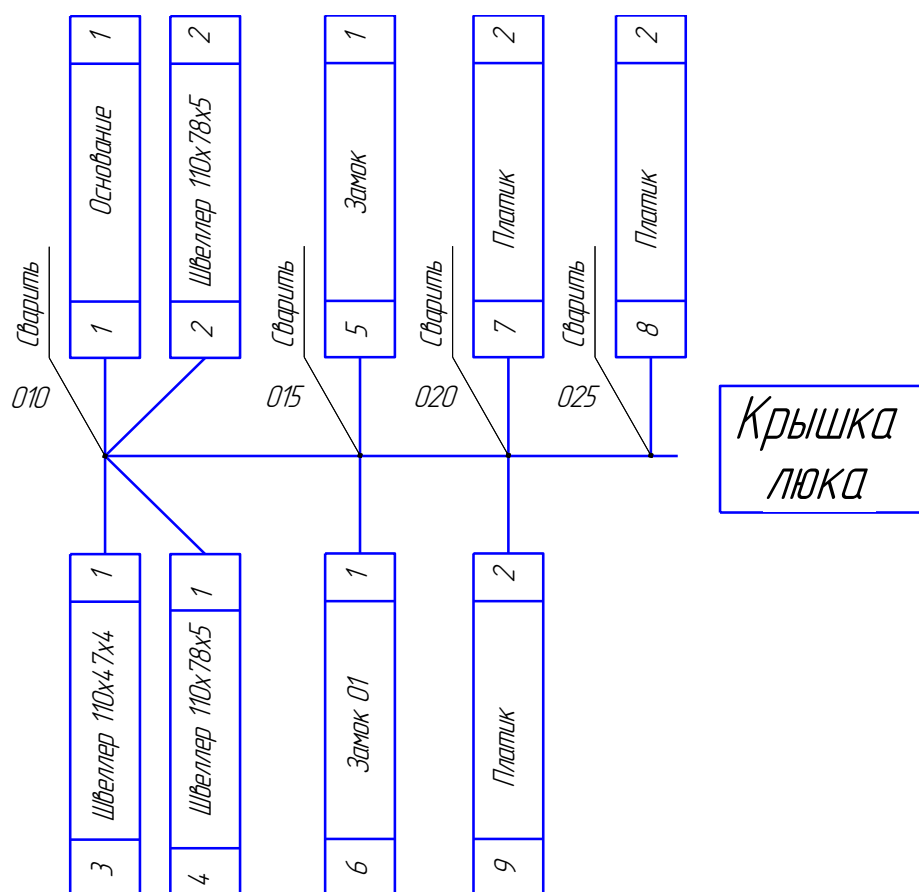 1
Основание
1
2
Швеллер 110х78х5
2
1
Замок
5
2
Платик
7
2
Платик
8
Сварить
010
Сварить
015
Сварить
020
Сварить
025
Крышка
люка
1
Швеллер 110х47х4
3
1
Швеллер 110х78х5
4
1
Замок 01
6
2
Платик
9